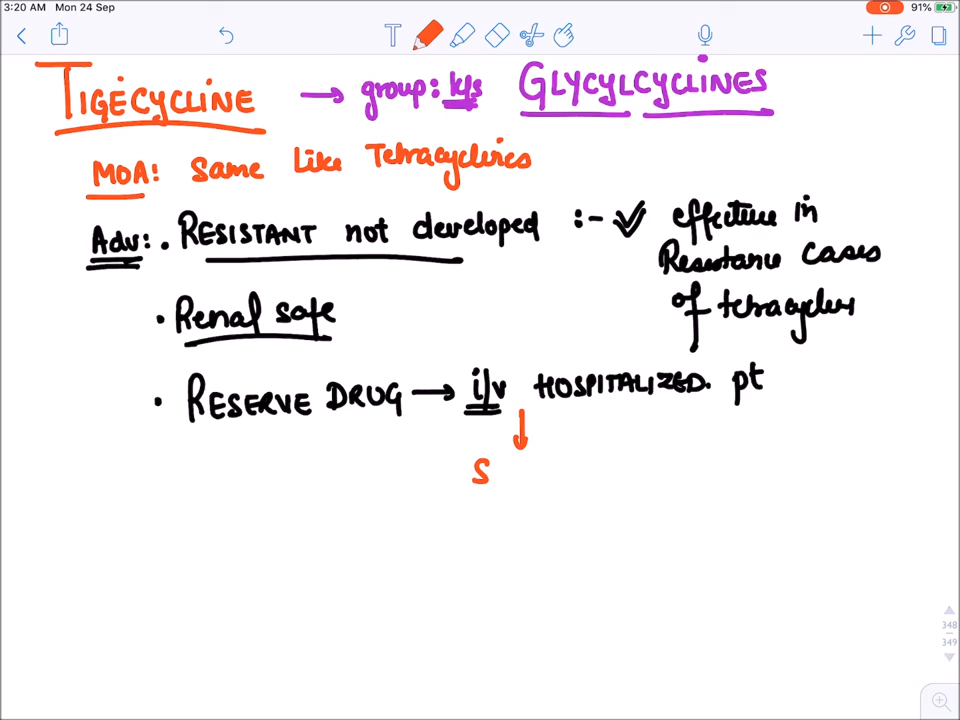 3:20 AM Mon 24 Sep 91%
T
TIGECYCLINE → group: k/s GLYCYLCYCLINES
MOA: Same like Tetracyclines
Adv: • RESISTANT not developed :- ✓ effective in
Resistance cases
of tetracycline
• Renal safe
• RESERVE DRUG → i/v HOSPITALIZED. pt
↓
S
348
349